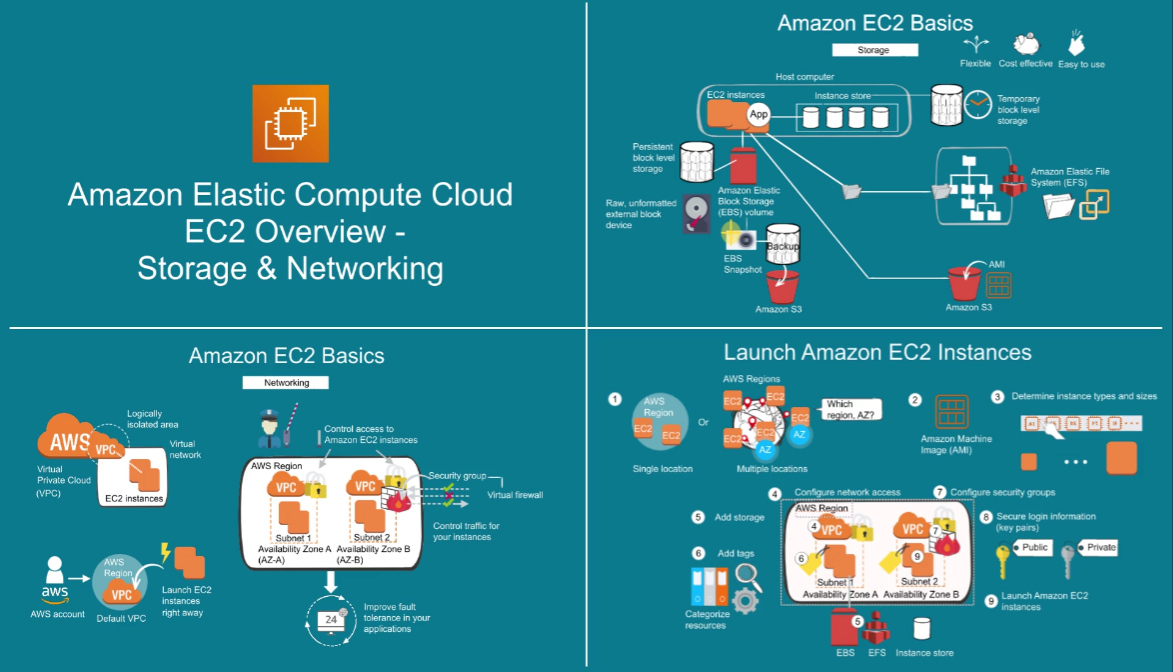 Amazon Elastic Compute Cloud
EC2 Overview -
Storage & Networking
Amazon EC2 Basics
Storage
Flexible
Cost effective
Easy to use
Host computer
EC2 instances
Instance store
App
Temporary
block level
storage
Persistent
block level
storage
Amazon Elastic
Block Storage
(EBS) volume
Raw, unformatted
external block
device
EBS
Snapshot
Backup
Amazon S3
Amazon Elastic File
System (EFS)
AMI
Amazon S3
Amazon EC2 Basics
Networking
AWS
VPC
Logically
isolated area
Virtual
network
Virtual
Private Cloud
(VPC)
EC2 instances
Control access to
Amazon EC2 instances
AWS Region
VPC
VPC
Subnet 1
Subnet 2
Availability Zone A
(AZ-A)
Availability Zone B
(AZ-B)
Security group
Virtual firewall
Control traffic for
your instances
aws
AWS account
AWS
Region
VPC
Default VPC
Launch EC2
instances
right away
24
Improve fault
tolerance in your
applications
Launch Amazon EC2 Instances
1
AWS
Region
EC2
EC2
Single location
Or
AWS Regions
EC2
EC2
EC2
EC2
EC2
AZ
AZ
Which
region, AZ?
Multiple locations
2
Amazon Machine
Image (AMI)
3
Determine instance types and sizes
4
Configure network access
7
Configure security groups
5
Add storage
6
Add tags
Categorize
resources
AWS Region
4
VPC
VPC
7
6
9
Subnet 1
Subnet 2
Availability Zone A
Availability Zone B
5
EBS
EFS
Instance store
8
Secure login information
(key pairs)
Public
Private
9
Launch Amazon EC2
instances